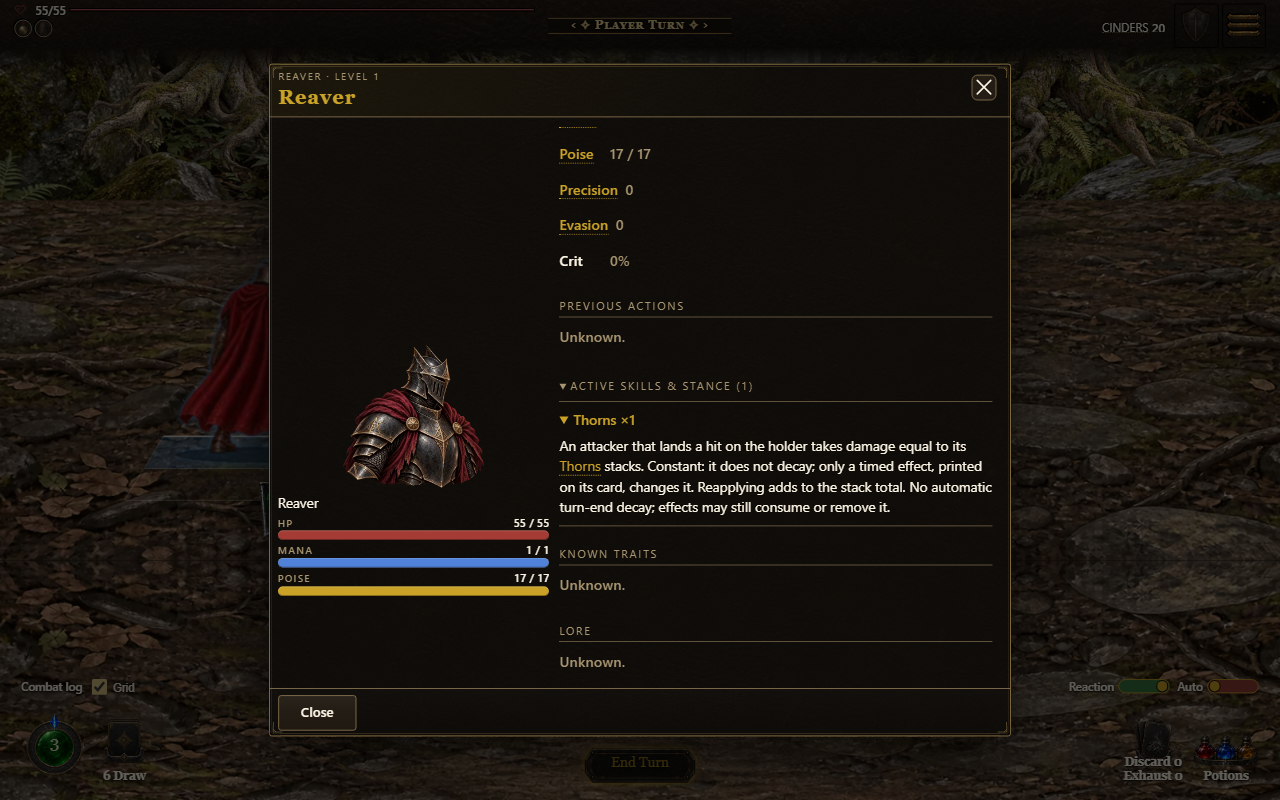 55/55
‹ ✧ PLAYER TURN ✧ ›
CINDERS 20
REAVER · LEVEL 1
Reaver
Poise 17 / 17
Precision 0
Evasion 0
Crit 0%
PREVIOUS ACTIONS
Unknown.
▾ ACTIVE SKILLS & STANCE (1)
▼ Thorns ×1
An attacker that lands a hit on the holder takes damage equal to its
Thorns stacks. Constant: it does not decay; only a timed effect, printed
on its card, changes it. Reapplying adds to the stack total. No automatic
turn-end decay; effects may still consume or remove it.
KNOWN TRAITS
Unknown.
LORE
Unknown.
Reaver
HP 55 / 55
MANA 1 / 1
POISE 17 / 17
Close
Combat log Grid
Reaction Auto
3
6 Draw
End Turn
Discard 0
Exhaust 0
Potions